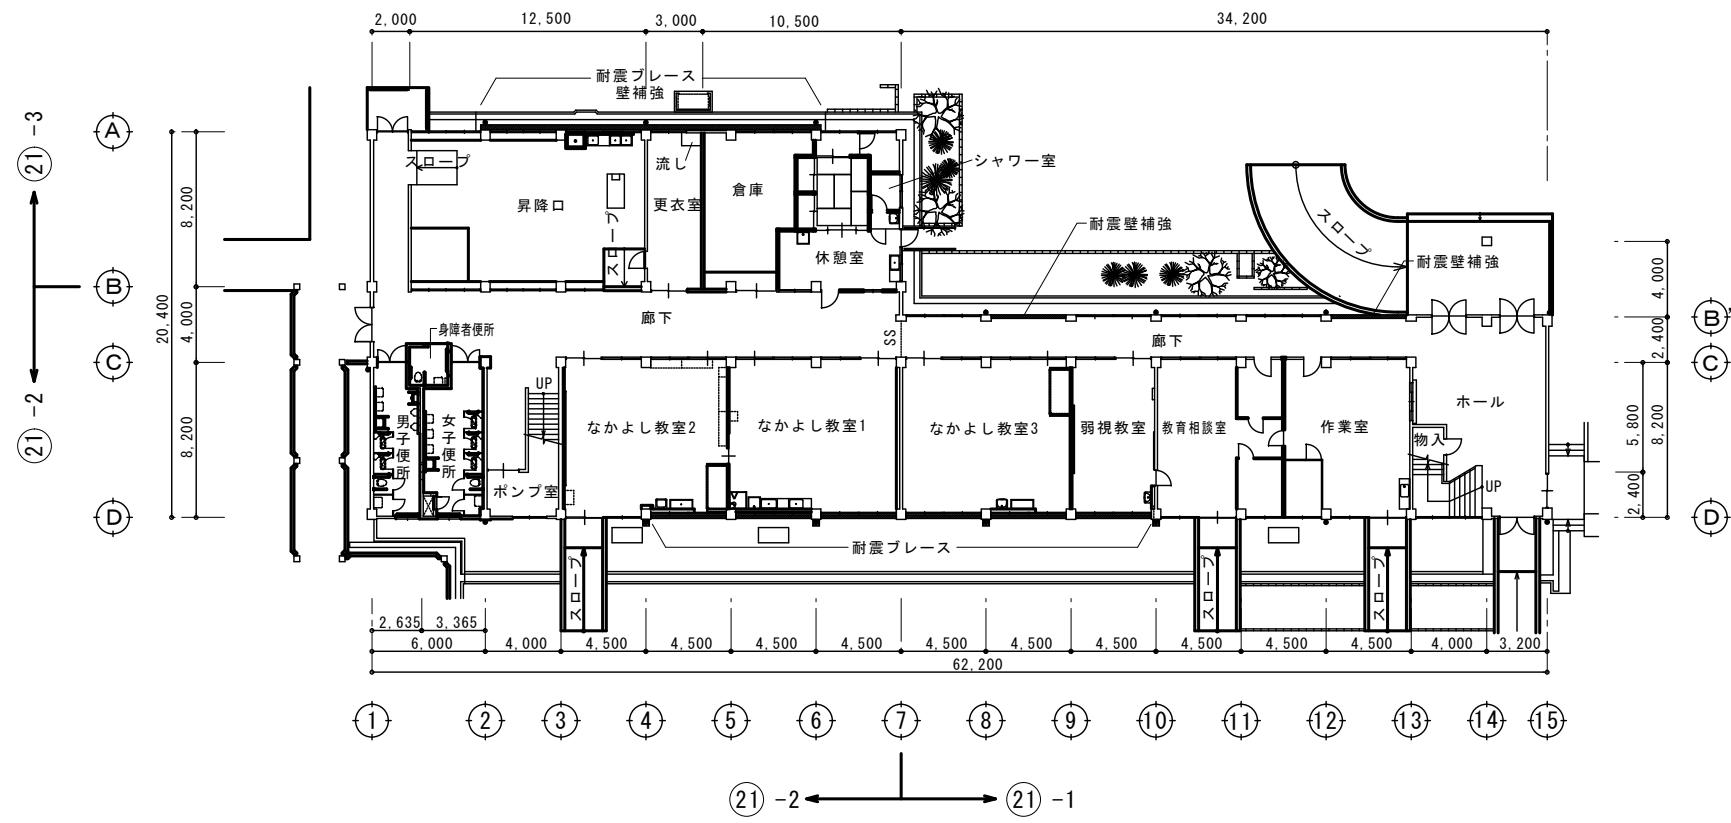 2,000
12,500
3,000
10,500
34,200
耐震ブレース
壁補強
㉑ -3
A
スロープ
流し
シャワー室
倉庫
8,200
昇降口
スロープ
更衣室
耐震壁補強
スロープ
休憩室
耐震壁補強
4,000
B
20,400
4,000
廊下
B'
身障者便所
SS
廊下
2,400
C
C
UP
㉑ -2
8,200
男子便所
女子便所
なかよし教室2
なかよし教室1
なかよし教室3
弱視教室
教育相談室
作業室
ホール
物入
5,800
8,200
ポンプ室
UP
2,400
D
D
耐震ブレース
スロープ
スロープ
スロープ
2,635
3,365
6,000
4,000
4,500
4,500
4,500
4,500
4,500
4,500
4,500
4,500
4,500
4,500
4,000
3,200
62,200
1
2
3
4
5
6
7
8
9
10
11
12
13
14
15
㉑ -2
㉑ -1